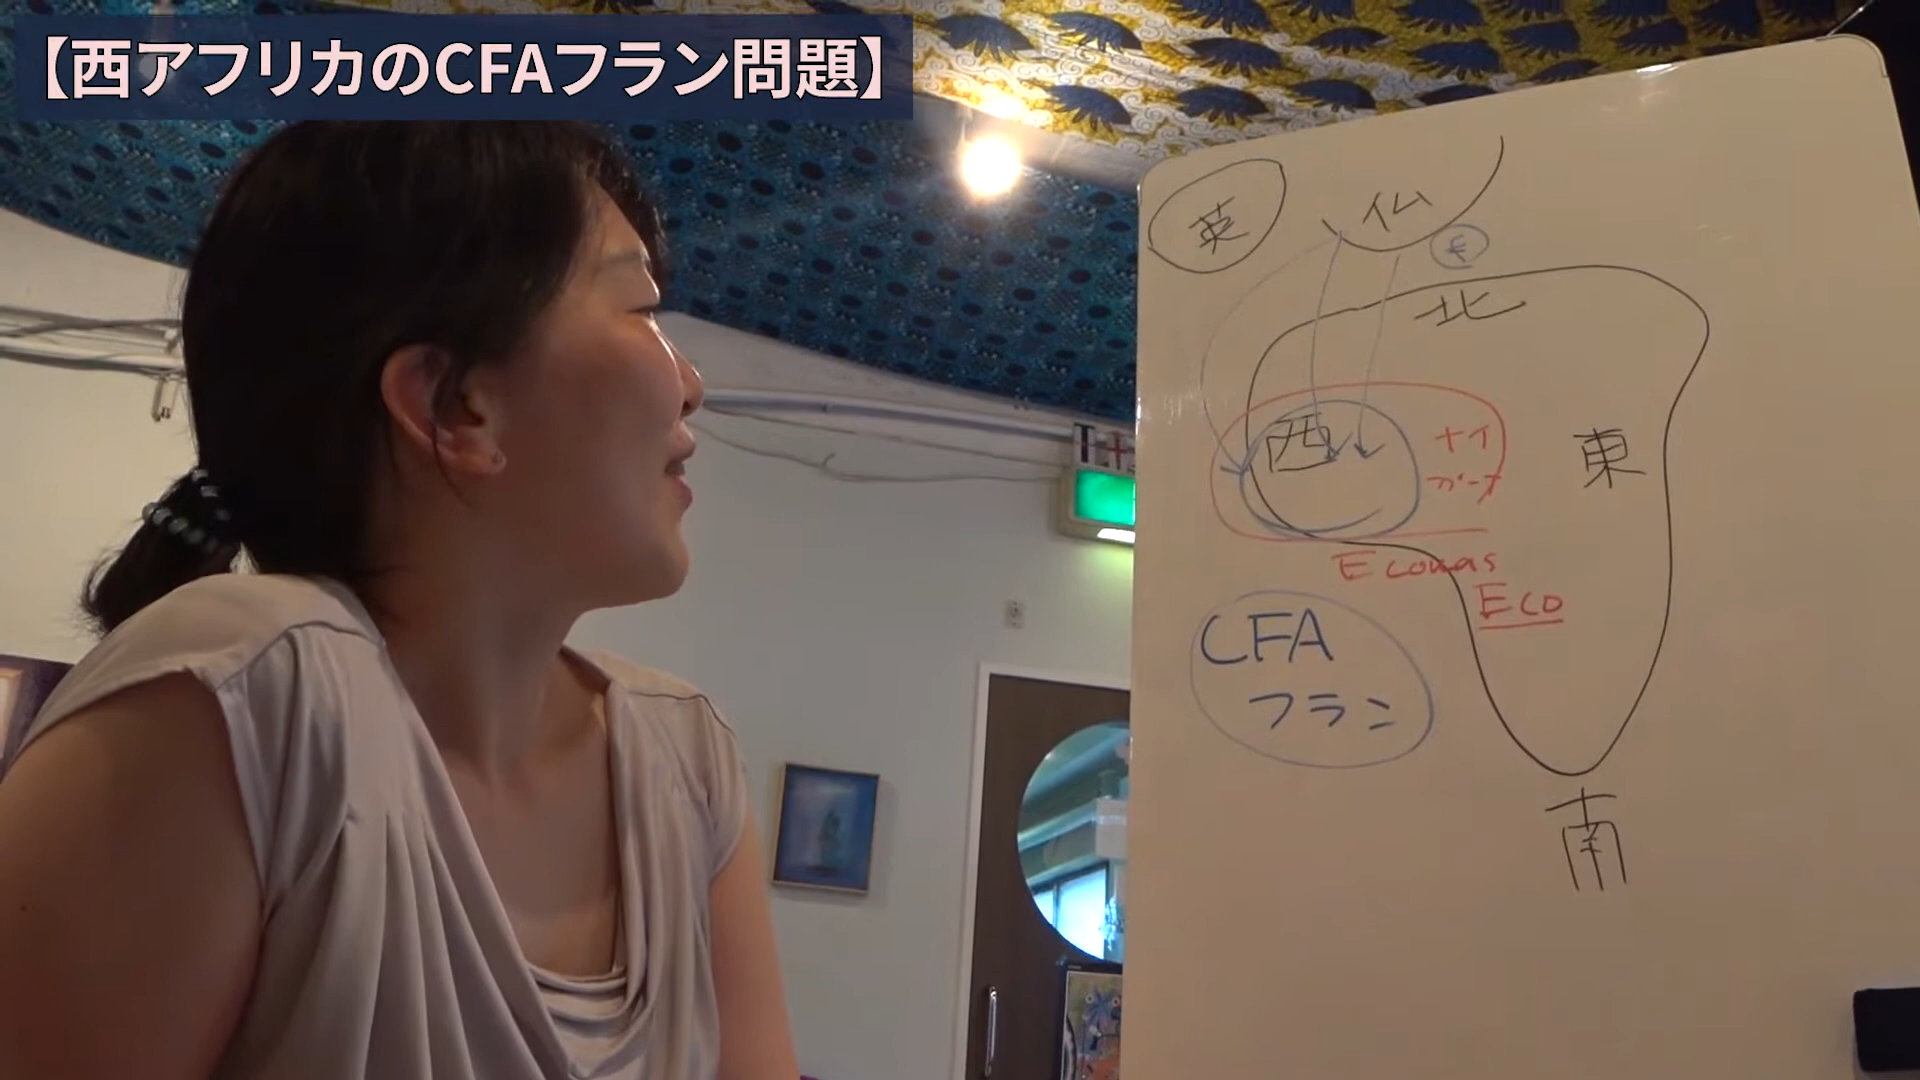 【西アフリカのCFAフラン問題】
英
仏
€
北
西
ナイ
ガーナ
東
Ecowas
Eco
CFA
フラン
南